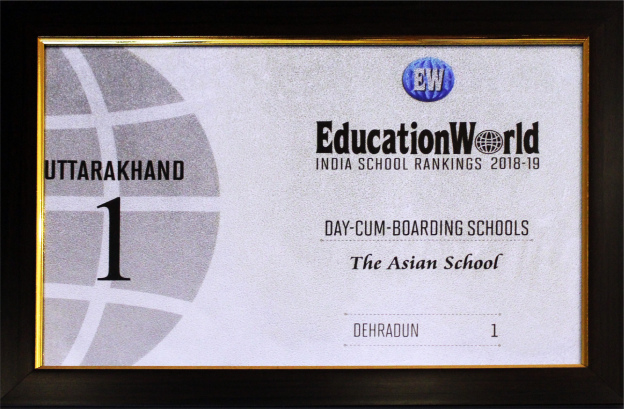 UTTARAKHAND
1
EW
EducationWorld
INDIA SCHOOL RANKINGS 2018-19
DAY-CUM-BOARDING SCHOOLS
The Asian School
DEHRADUN 1